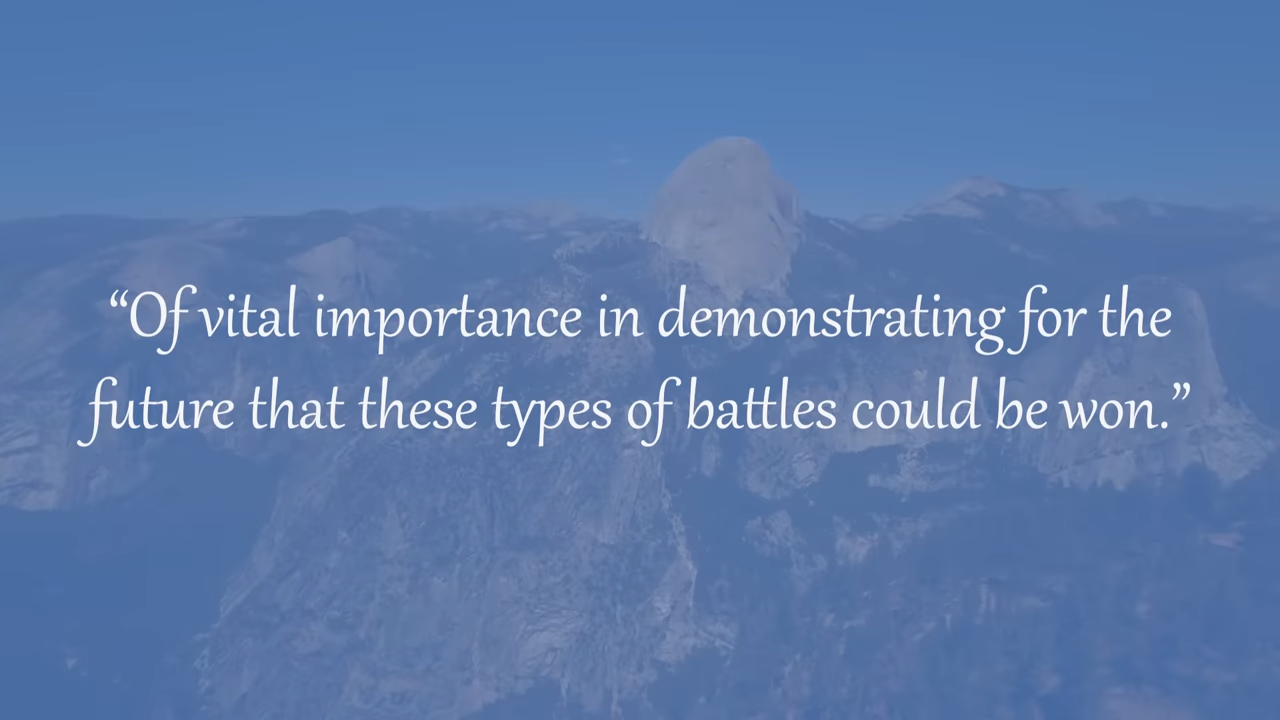 “Of vital importance in demonstrating for the
future that these types of battles could be won.”